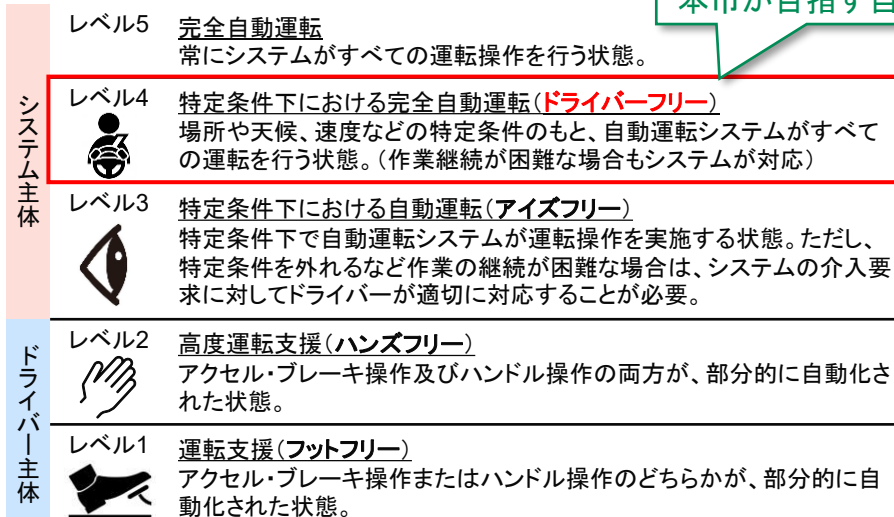 本市が目指す自
レベル5 完全自動運転
常にシステムがすべての運転操作を行う状態。
システム主体
レベル4 特定条件下における完全自動運転(ドライバーフリー)
場所や天候、速度などの特定条件のもと、自動運転システムがすべて
の運転を行う状態。(作業継続が困難な場合もシステムが対応)
レベル3 特定条件下における自動運転(アイズフリー)
特定条件下で自動運転システムが運転操作を実施する状態。ただし、
特定条件を外れるなど作業の継続が困難な場合は、システムの介入要
求に対してドライバーが適切に対応することが必要。
ドライバー主体
レベル2 高度運転支援(ハンズフリー)
アクセル・ブレーキ操作及びハンドル操作の両方が、部分的に自動化さ
れた状態。
レベル1 運転支援(フットフリー)
アクセル・ブレーキ操作またはハンドル操作のどちらかが、部分的に自
動化された状態。